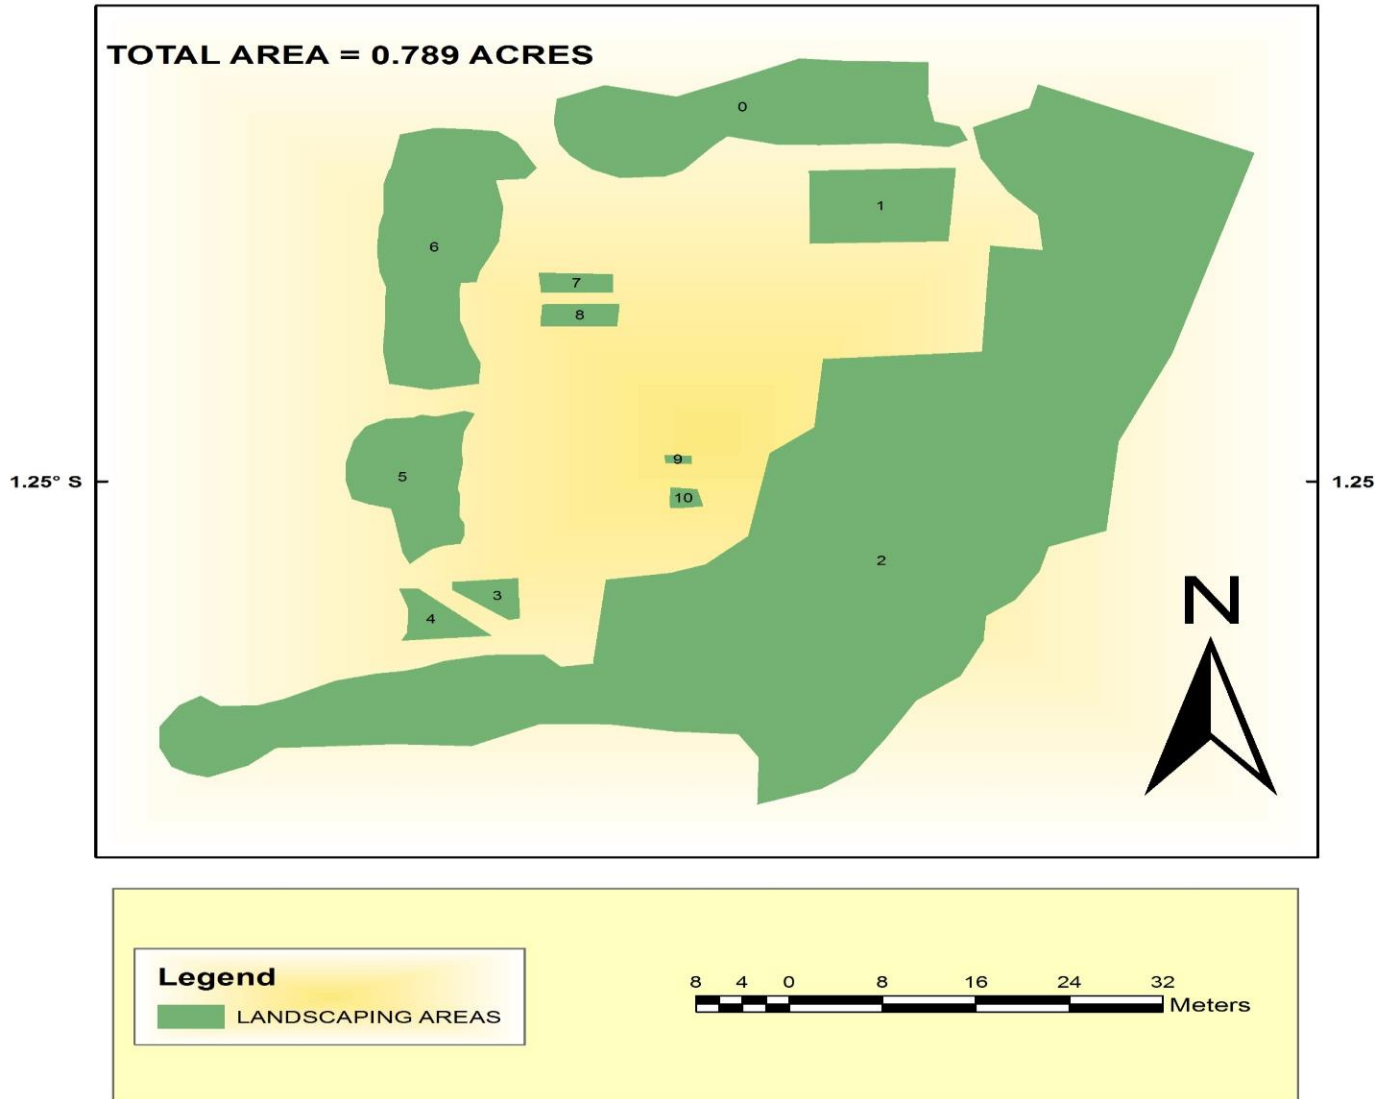 TOTAL AREA = 0.789 ACRES
0
1
6
7
8
9
1.25° S
5
10
1.25
2
3
4
N
Legend
LANDSCAPING AREAS
8 4 0 8 16 24 32
Meters